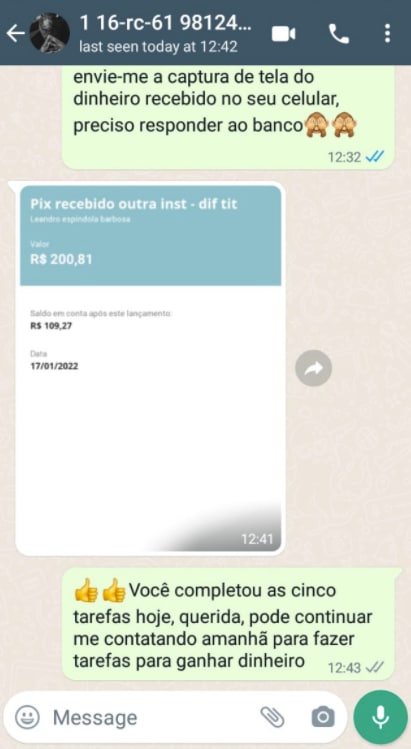 1 16-rc-61 98124...
last seen today at 12:42
envie-me a captura de tela do
dinheiro recebido no seu celular,
preciso responder ao banco🙈🙈
12:32
Pix recebido outra inst - dif tit
Leandro espindola barbosa
Valor
R$ 200,81
Saldo em conta após este lançamento:
R$ 109,27
Data
17/01/2022
12:41
👍👍Você completou as cinco
tarefas hoje, querida, pode continuar
me contatando amanhã para fazer
tarefas para ganhar dinheiro
12:43
Message